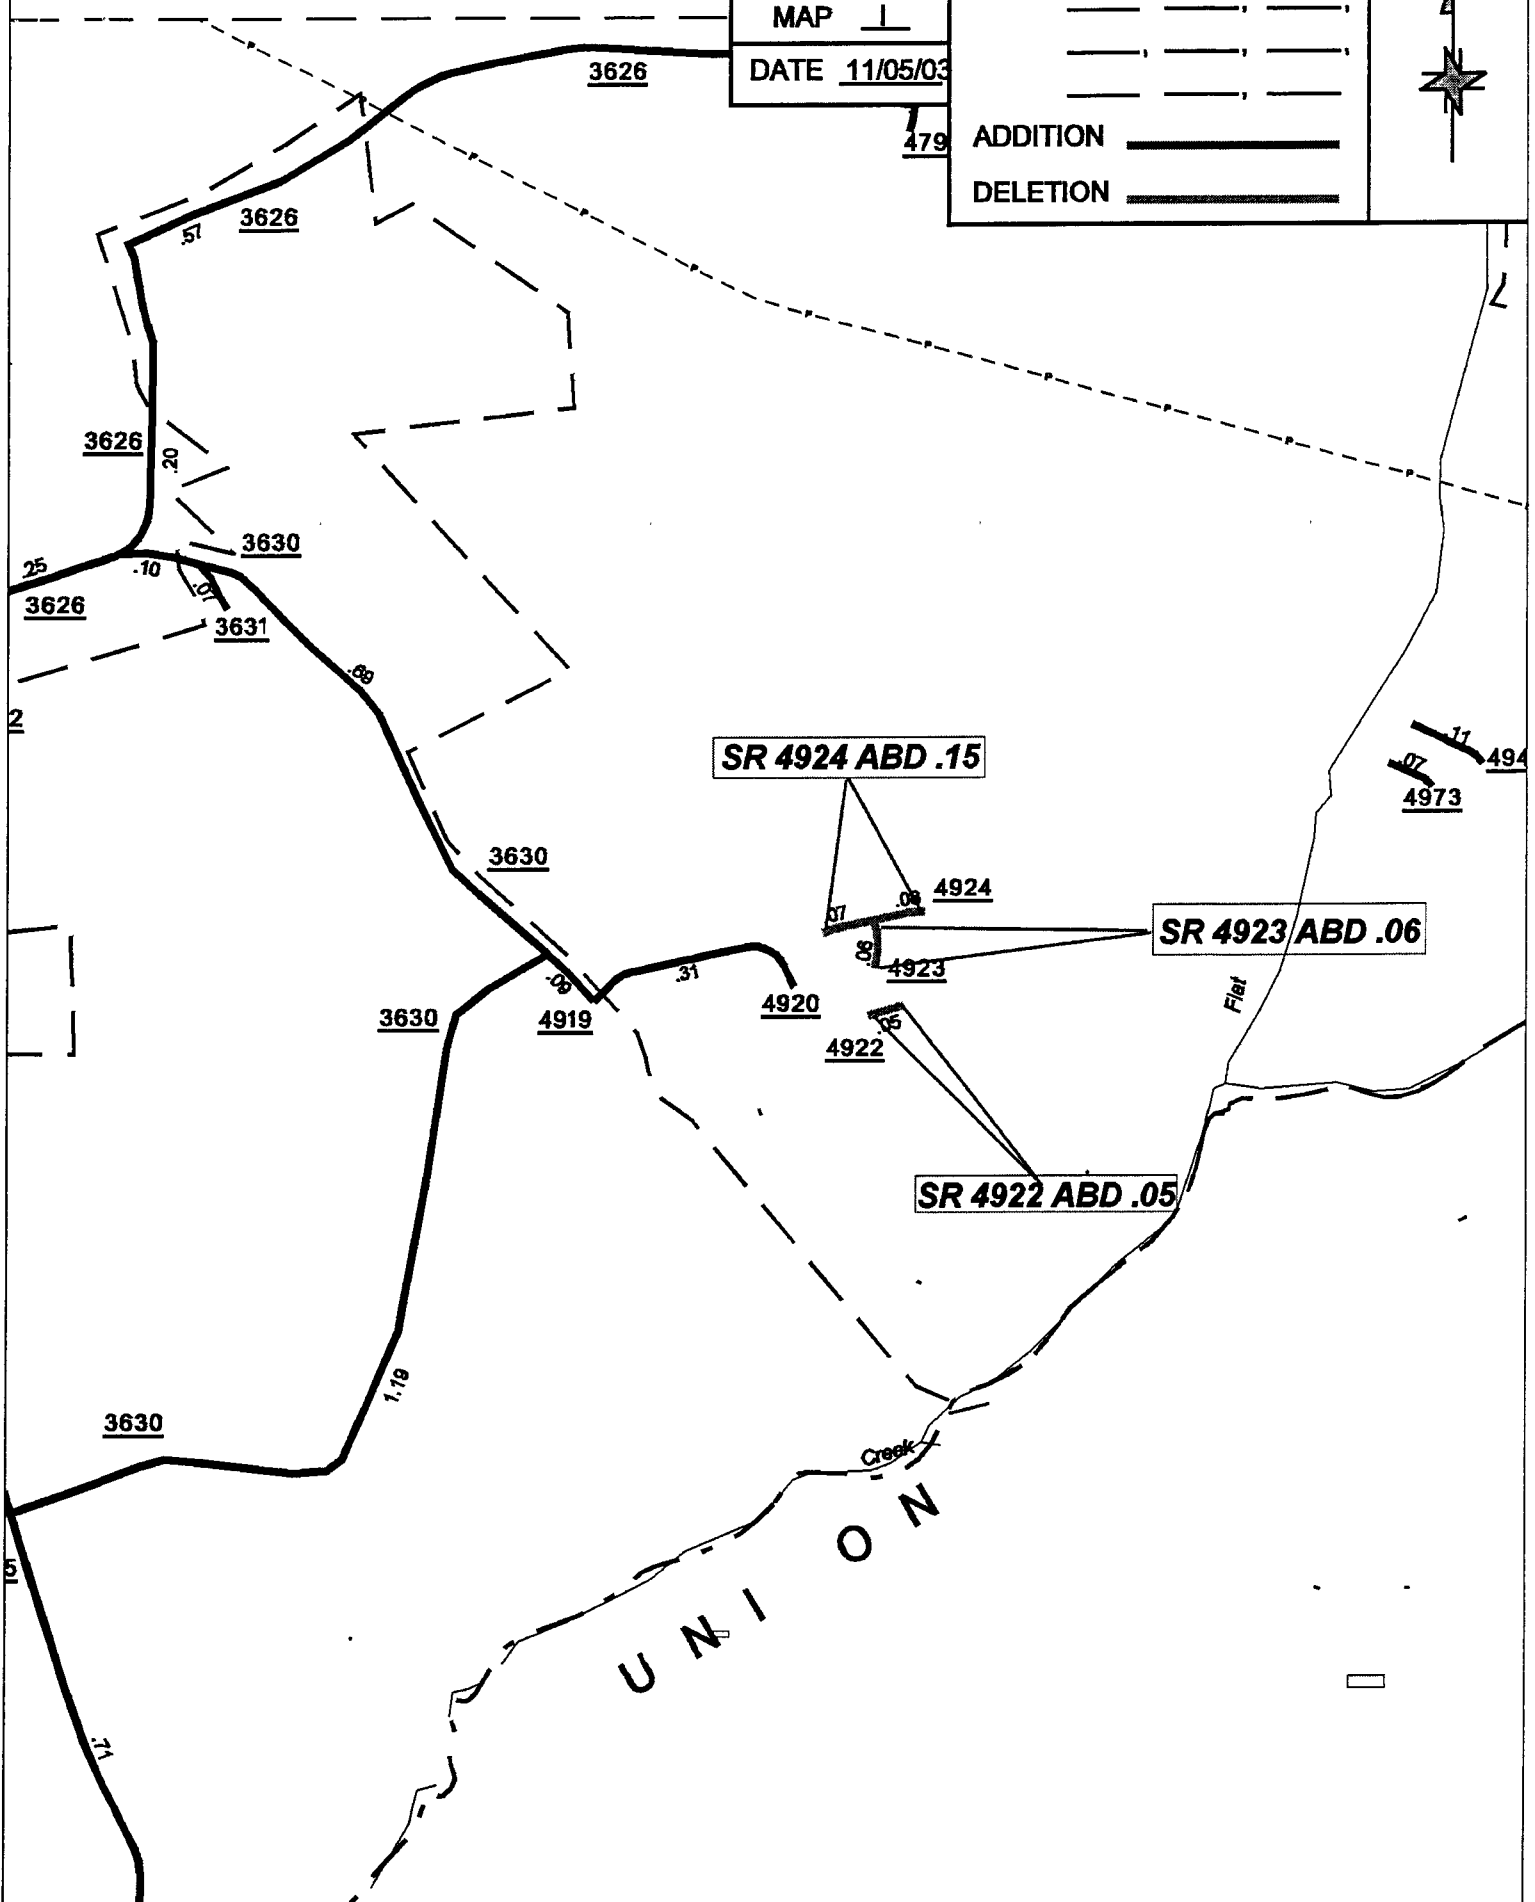 MAP 1
DATE 11/05/03
ADDITION
DELETION
3626
479
3626
.57
3626
.20
3630
.25
.10
3626
.07
3631
.69
2
SR 4924 ABD .15
.11
494
.07
4973
3630
4924
.08
.07
SR 4923 ABD .06
.06
4923
.31
.09
4920
3630
4919
Flat
.05
4922
SR 4922 ABD .05
1.19
3630
Creek
UNION
5
.71
P
P
P
P
P
P
P
P
P
P